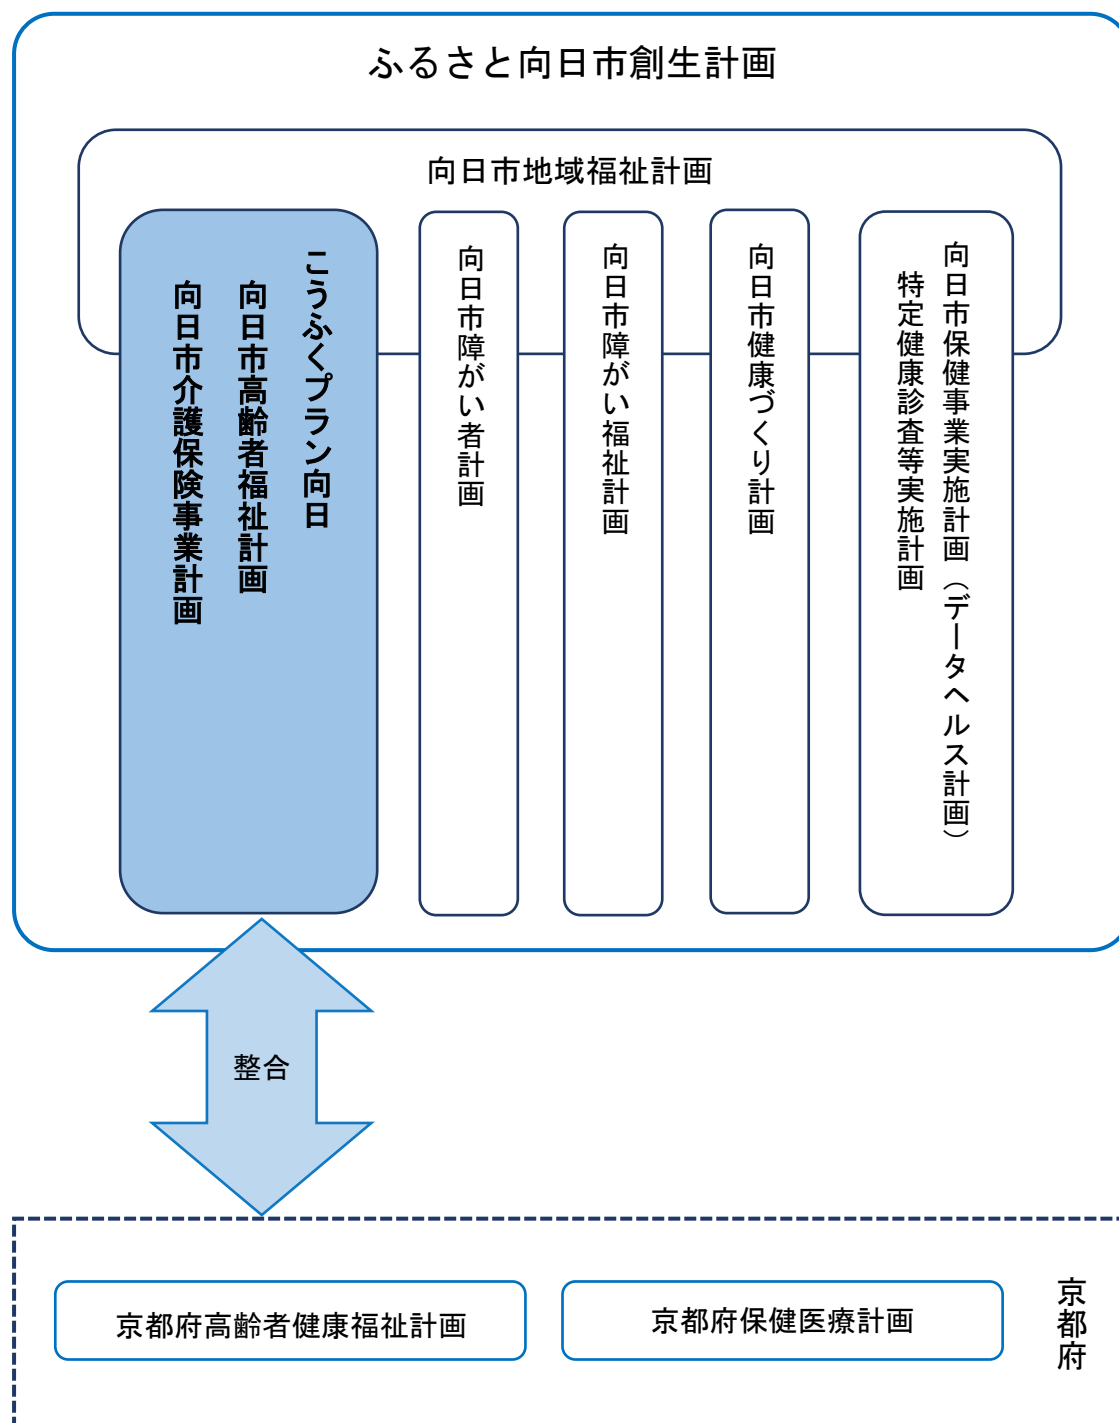 ふるさと向日市創生計画
向日市地域福祉計画
こうふくプラン向日
向日市高齢者福祉計画
向日市介護保険事業計画
向日市障がい者計画
向日市障がい福祉計画
向日市健康づくり計画
向日市保健事業実施計画（データヘルス計画）
特定健康診査等実施計画
整合
京都府高齢者健康福祉計画
京都府保健医療計画
京都府